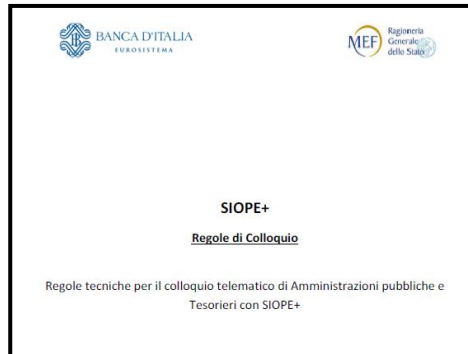 BANCA D'ITALIA
EUROSISTEMA
MEF
Ragioneria
Generale
dello Stato
SIOPE+
Regole di Colloquio
Regole tecniche per il colloquio telematico di Amministrazioni pubbliche e
Tesorieri con SIOPE+